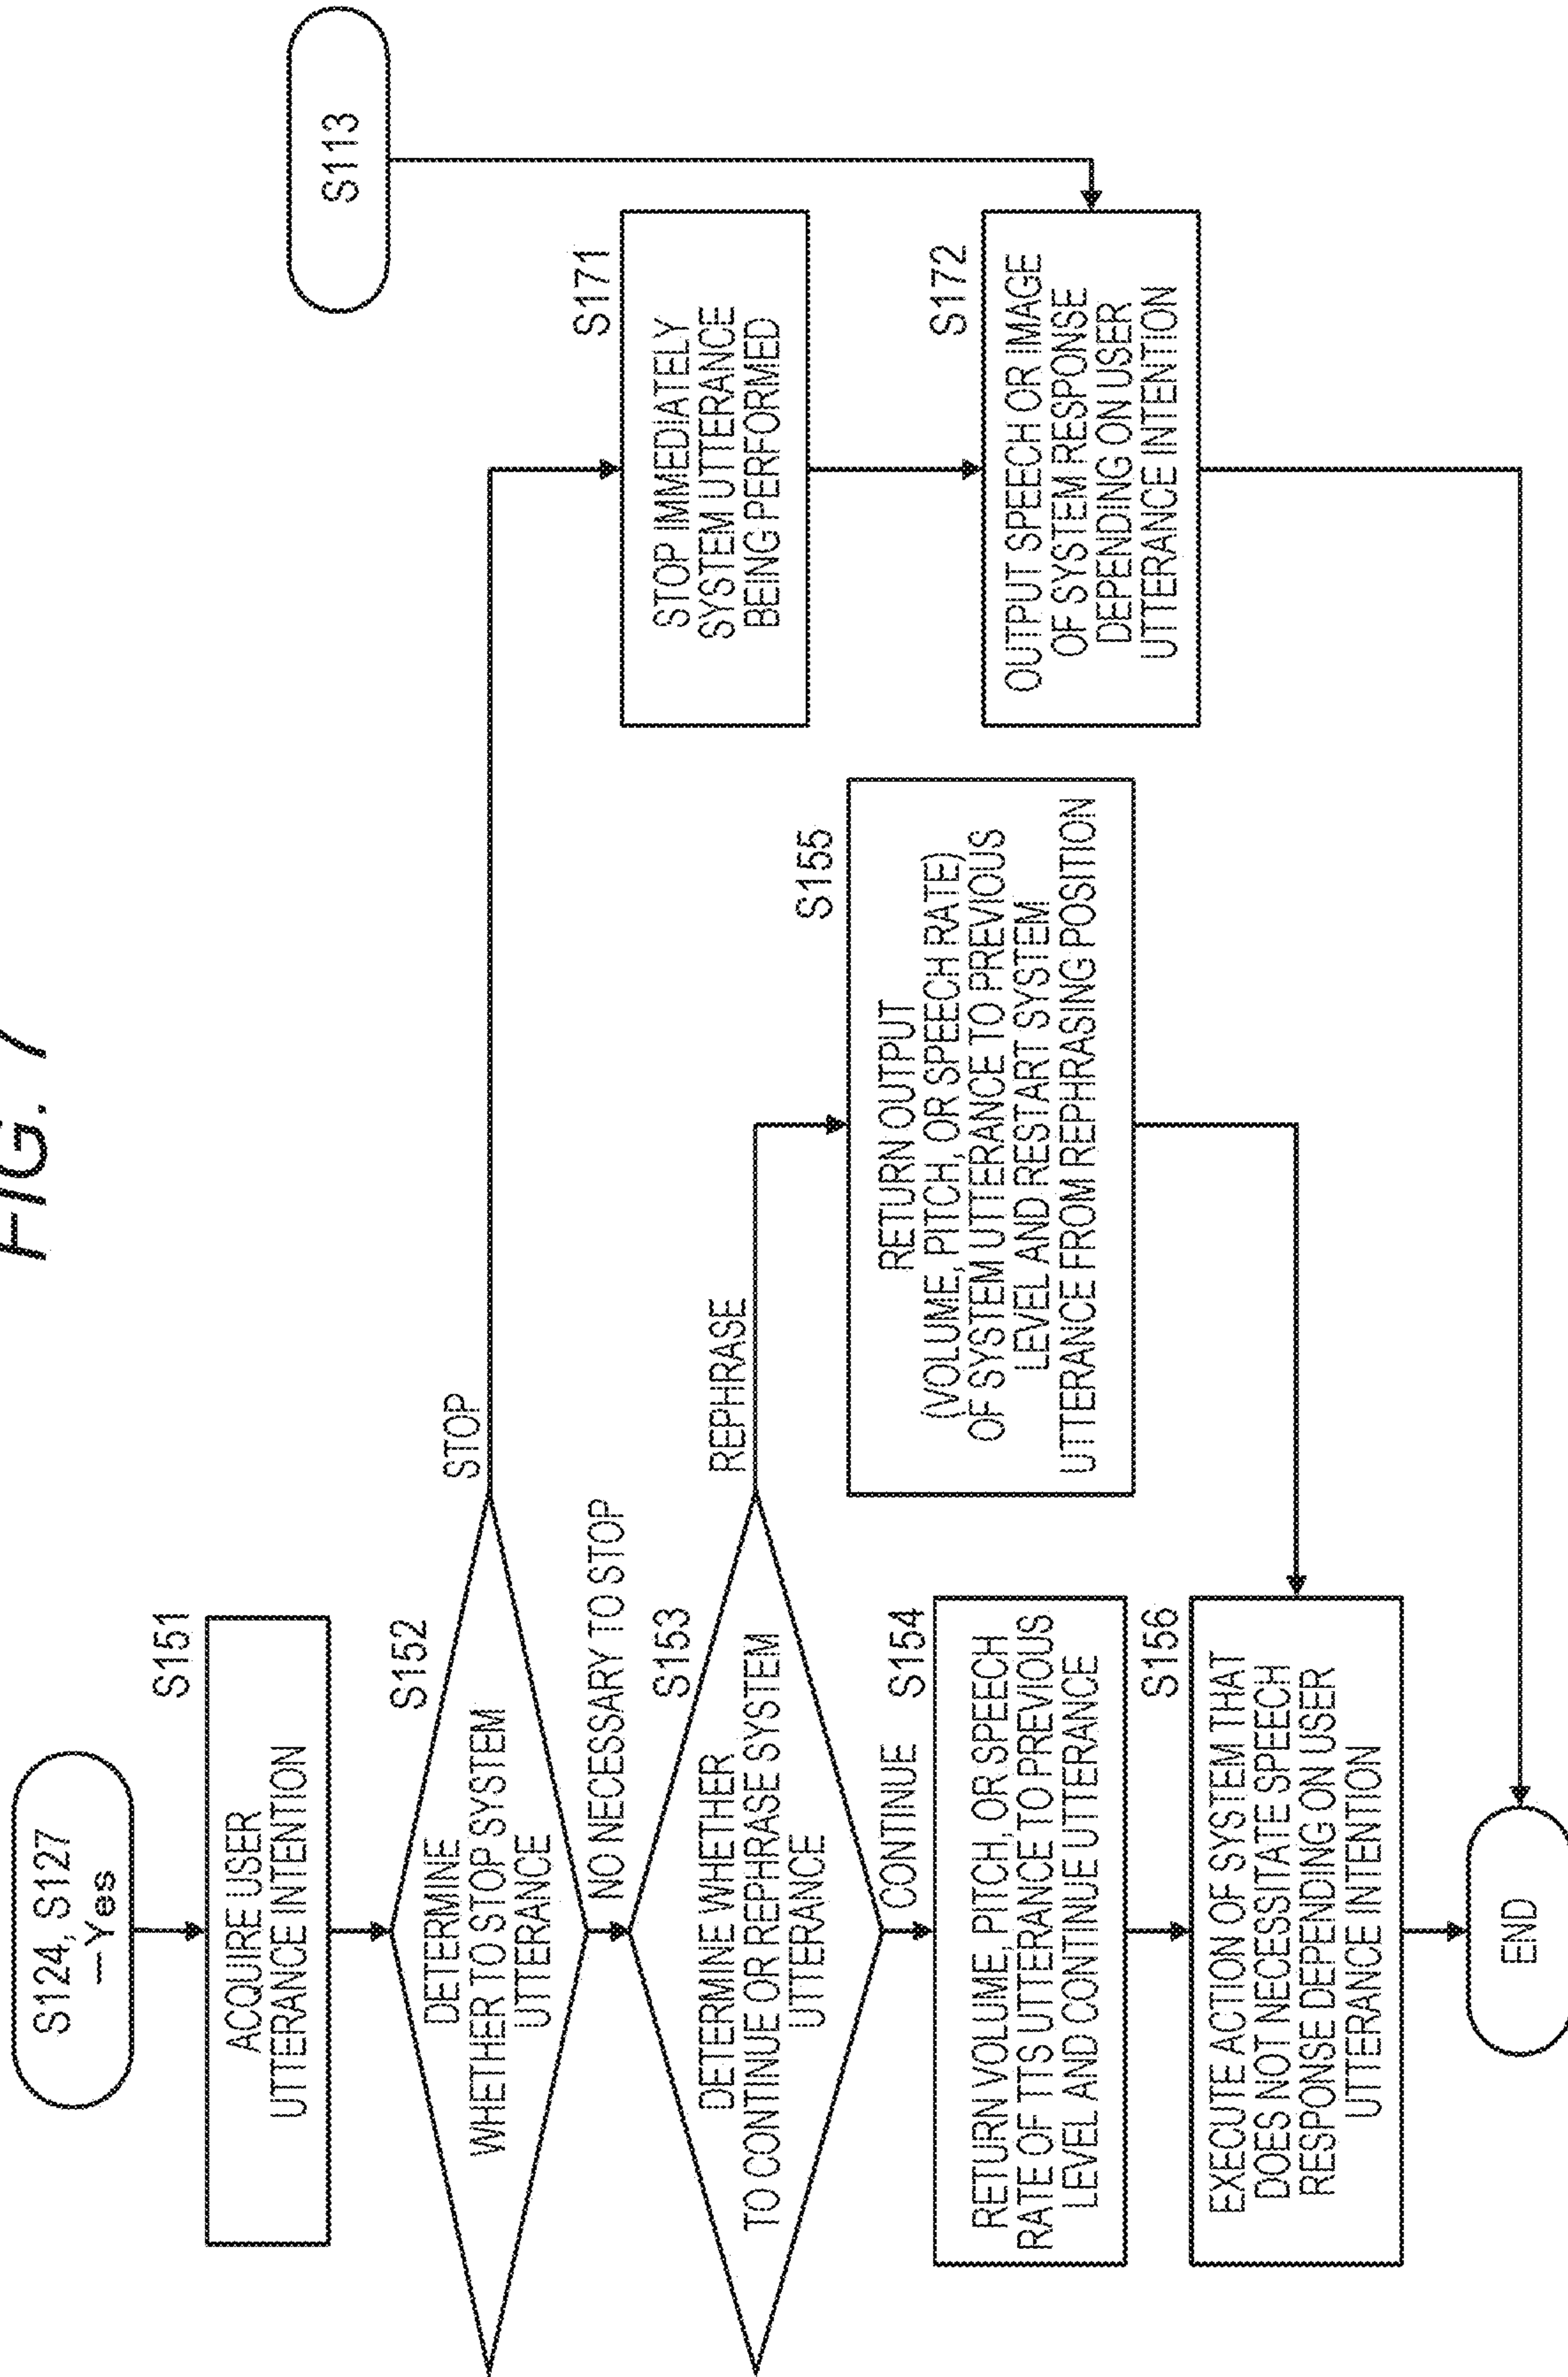 FIG. 7
S124, S127
—Yes
S151
ACQUIRE USER
UTTERANCE INTENTION
S152
DETERMINE
WHETHER TO STOP SYSTEM
UTTERANCE
STOP
NO NECESSARY TO STOP
S153
DETERMINE WHETHER
TO CONTINUE OR REPHRASE SYSTEM
UTTERANCE
REPHRASE
CONTINUE
S154
RETURN VOLUME, PITCH, OR SPEECH
RATE OF TTS UTTERANCE TO PREVIOUS
LEVEL AND CONTINUE UTTERANCE
S155
RETURN OUTPUT
(VOLUME, PITCH, OR SPEECH RATE)
OF SYSTEM UTTERANCE TO PREVIOUS
LEVEL AND RESTART SYSTEM
UTTERANCE FROM REPHRASING POSITION
S156
EXECUTE ACTION OF SYSTEM THAT
DOES NOT NECESSITATE SPEECH
RESPONSE DEPENDING ON USER
UTTERANCE INTENTION
S113
S171
STOP IMMEDIATELY
SYSTEM UTTERANCE
BEING PERFORMED
S172
OUTPUT SPEECH OR IMAGE
OF SYSTEM RESPONSE
DEPENDING ON USER
UTTERANCE INTENTION
END